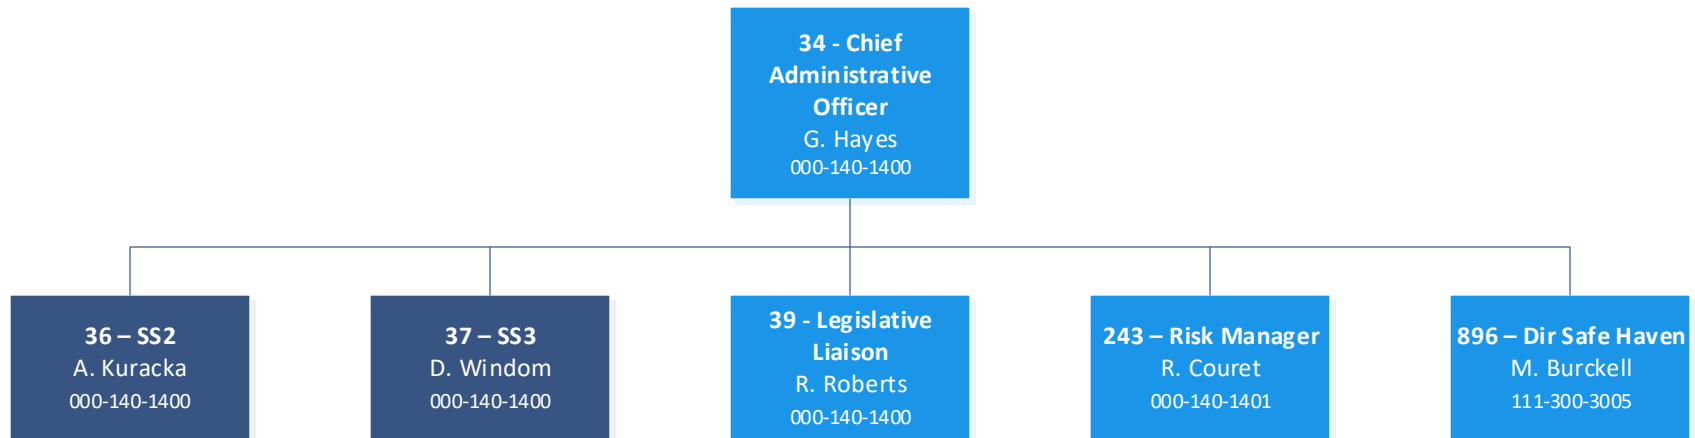 34 - Chief
Administrative
Officer
G. Hayes
000-140-1400
36 – SS2
A. Kuracka
000-140-1400
37 – SS3
D. Windom
000-140-1400
39 - Legislative
Liaison
R. Roberts
000-140-1400
243 – Risk Manager
R. Couret
000-140-1401
896 – Dir Safe Haven
M. Burckell
111-300-3005